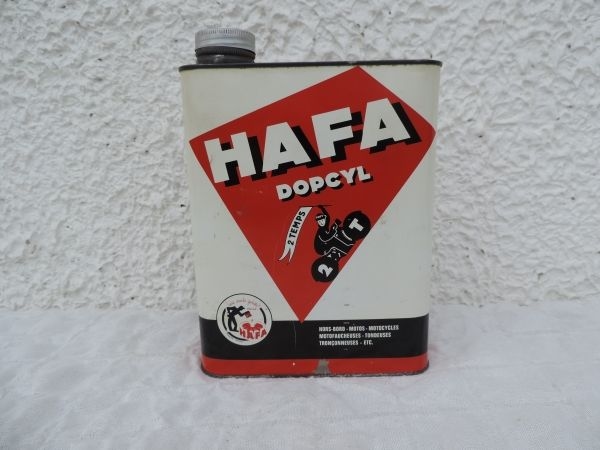 HAFA
DOPCYL
2 TEMPS
2 T
HAFA
HORS-BORD - MOTOS - MOTOCYCLES
MOTOFAUCHEUSES - TONDEUSES
TRONÇONNEUSES - ETC.